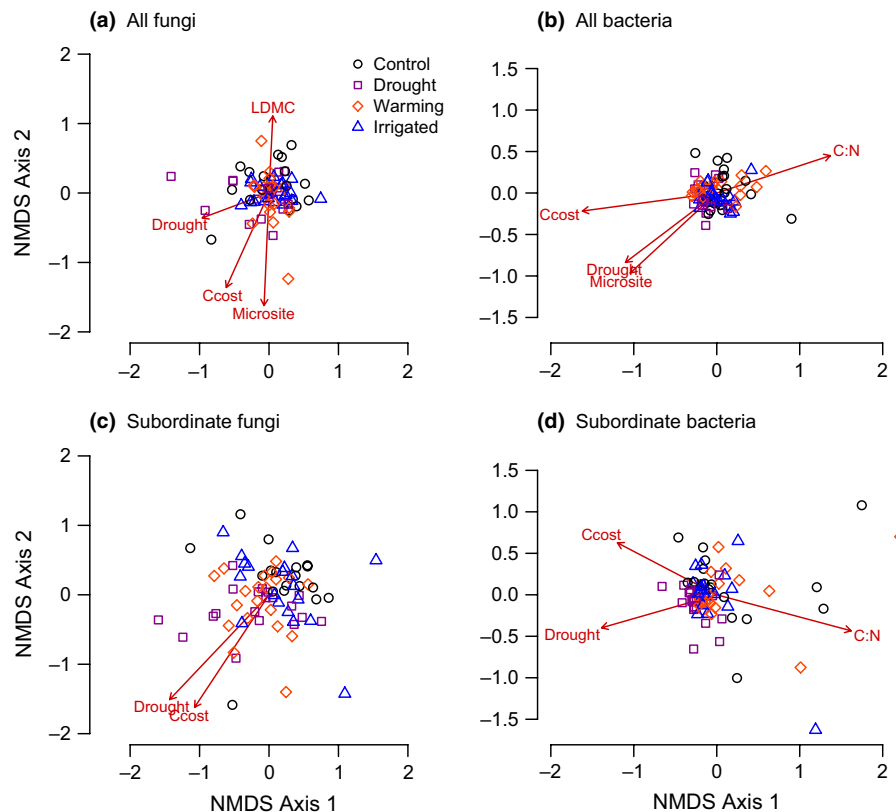 (a) All fungi
2
1
0
−1
−2
NMDS Axis 2
−2 −1 0 1 2
Control
Drought
Warming
Irrigated
LDMC
Drought
Ccost
Microsite
(b) All bacteria
1.5
1.0
0.5
0.0
−0.5
−1.0
−1.5
−2 −1 0 1 2
C:N
Ccost
Drought
Microsite
(c) Subordinate fungi
2
1
0
−1
−2
NMDS Axis 2
−2 −1 0 1 2
NMDS Axis 1
Drought
Ccost
(d) Subordinate bacteria
1.5
1.0
0.5
0.0
−0.5
−1.0
−1.5
−2 −1 0 1 2
NMDS Axis 1
Ccost
Drought
C:N